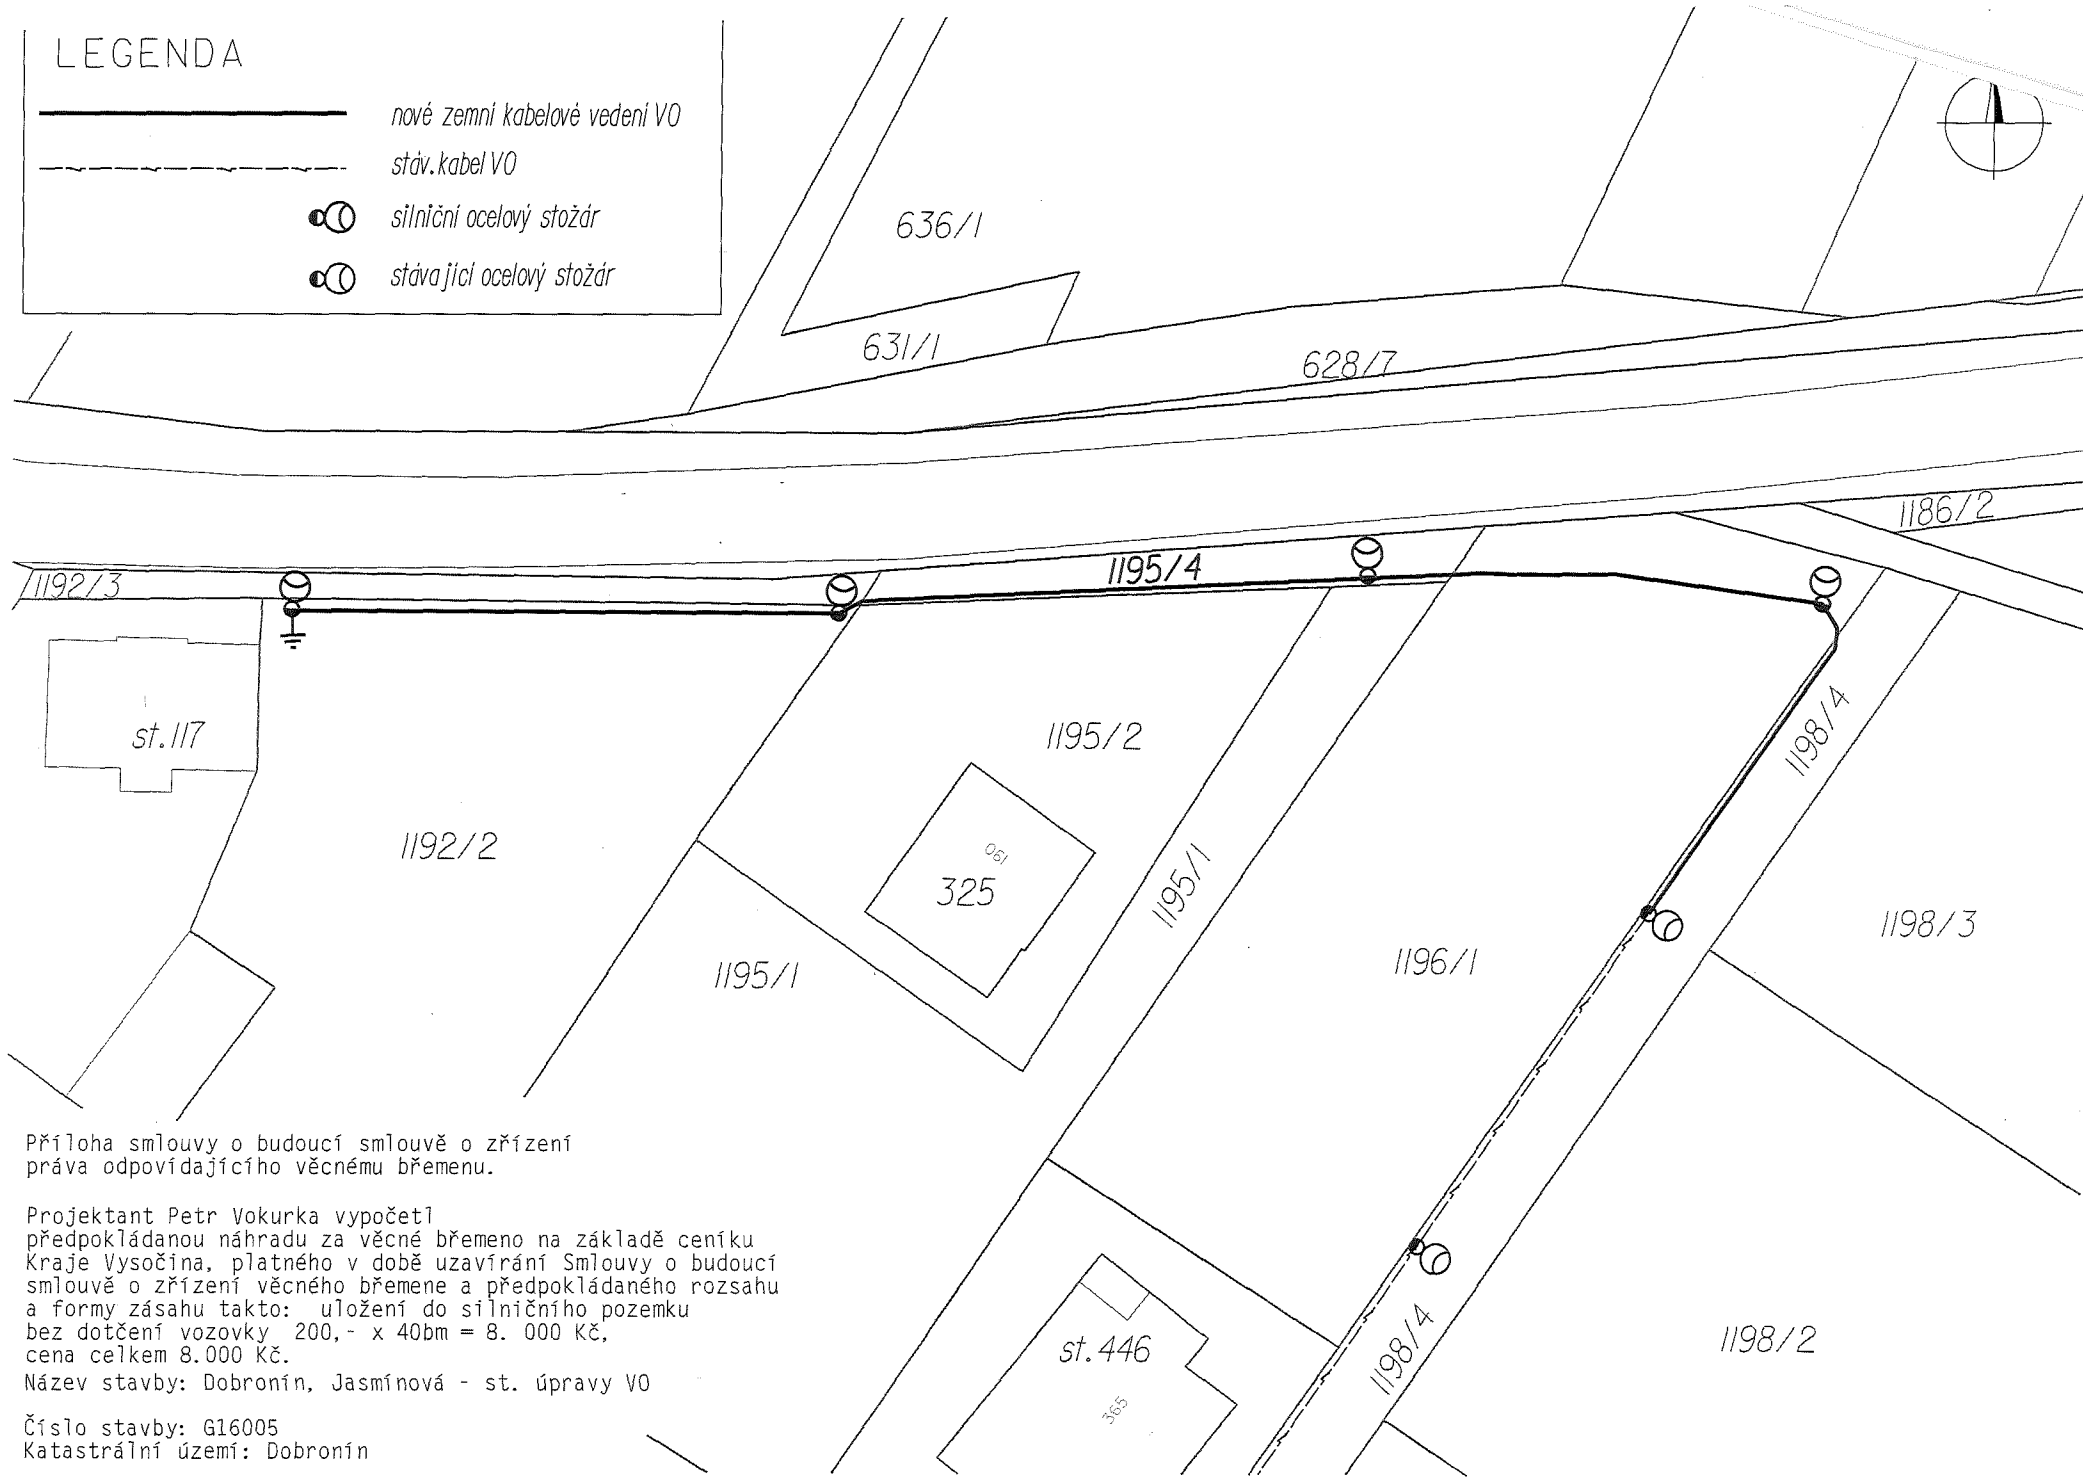 LEGENDA
nové zemní kabelové vedení VO
stáv.kabel VO
silniční ocelový stožár
stávající ocelový stožár
636/1
631/1
628/7
1186/2
1195/4
1192/3
st.117
1195/2
1198/4
1192/2
061
325
1195/1
1198/3
1195/1
1196/1
Příloha smlouvy o budoucí smlouvě o zřízení
práva odpovídajícího věcnému břemenu.
Projektant Petr Vokurka vypočetl
předpokládanou náhradu za věcné břemeno na základě ceníku
Kraje Vysočina, platného v době uzavírání Smlouvy o budoucí
smlouvě o zřízení věcného břemene a předpokládaného rozsahu
a formy zásahu takto: uložení do silničního pozemku
bez dotčení vozovky 200,- x 40bm = 8. 000 Kč,
cena celkem 8.000 Kč.
Název stavby: Dobronín, Jasmínová - st. úpravy VO
Číslo stavby: G16005
Katastrální území: Dobronín
st.446
365
1198/4
1198/2